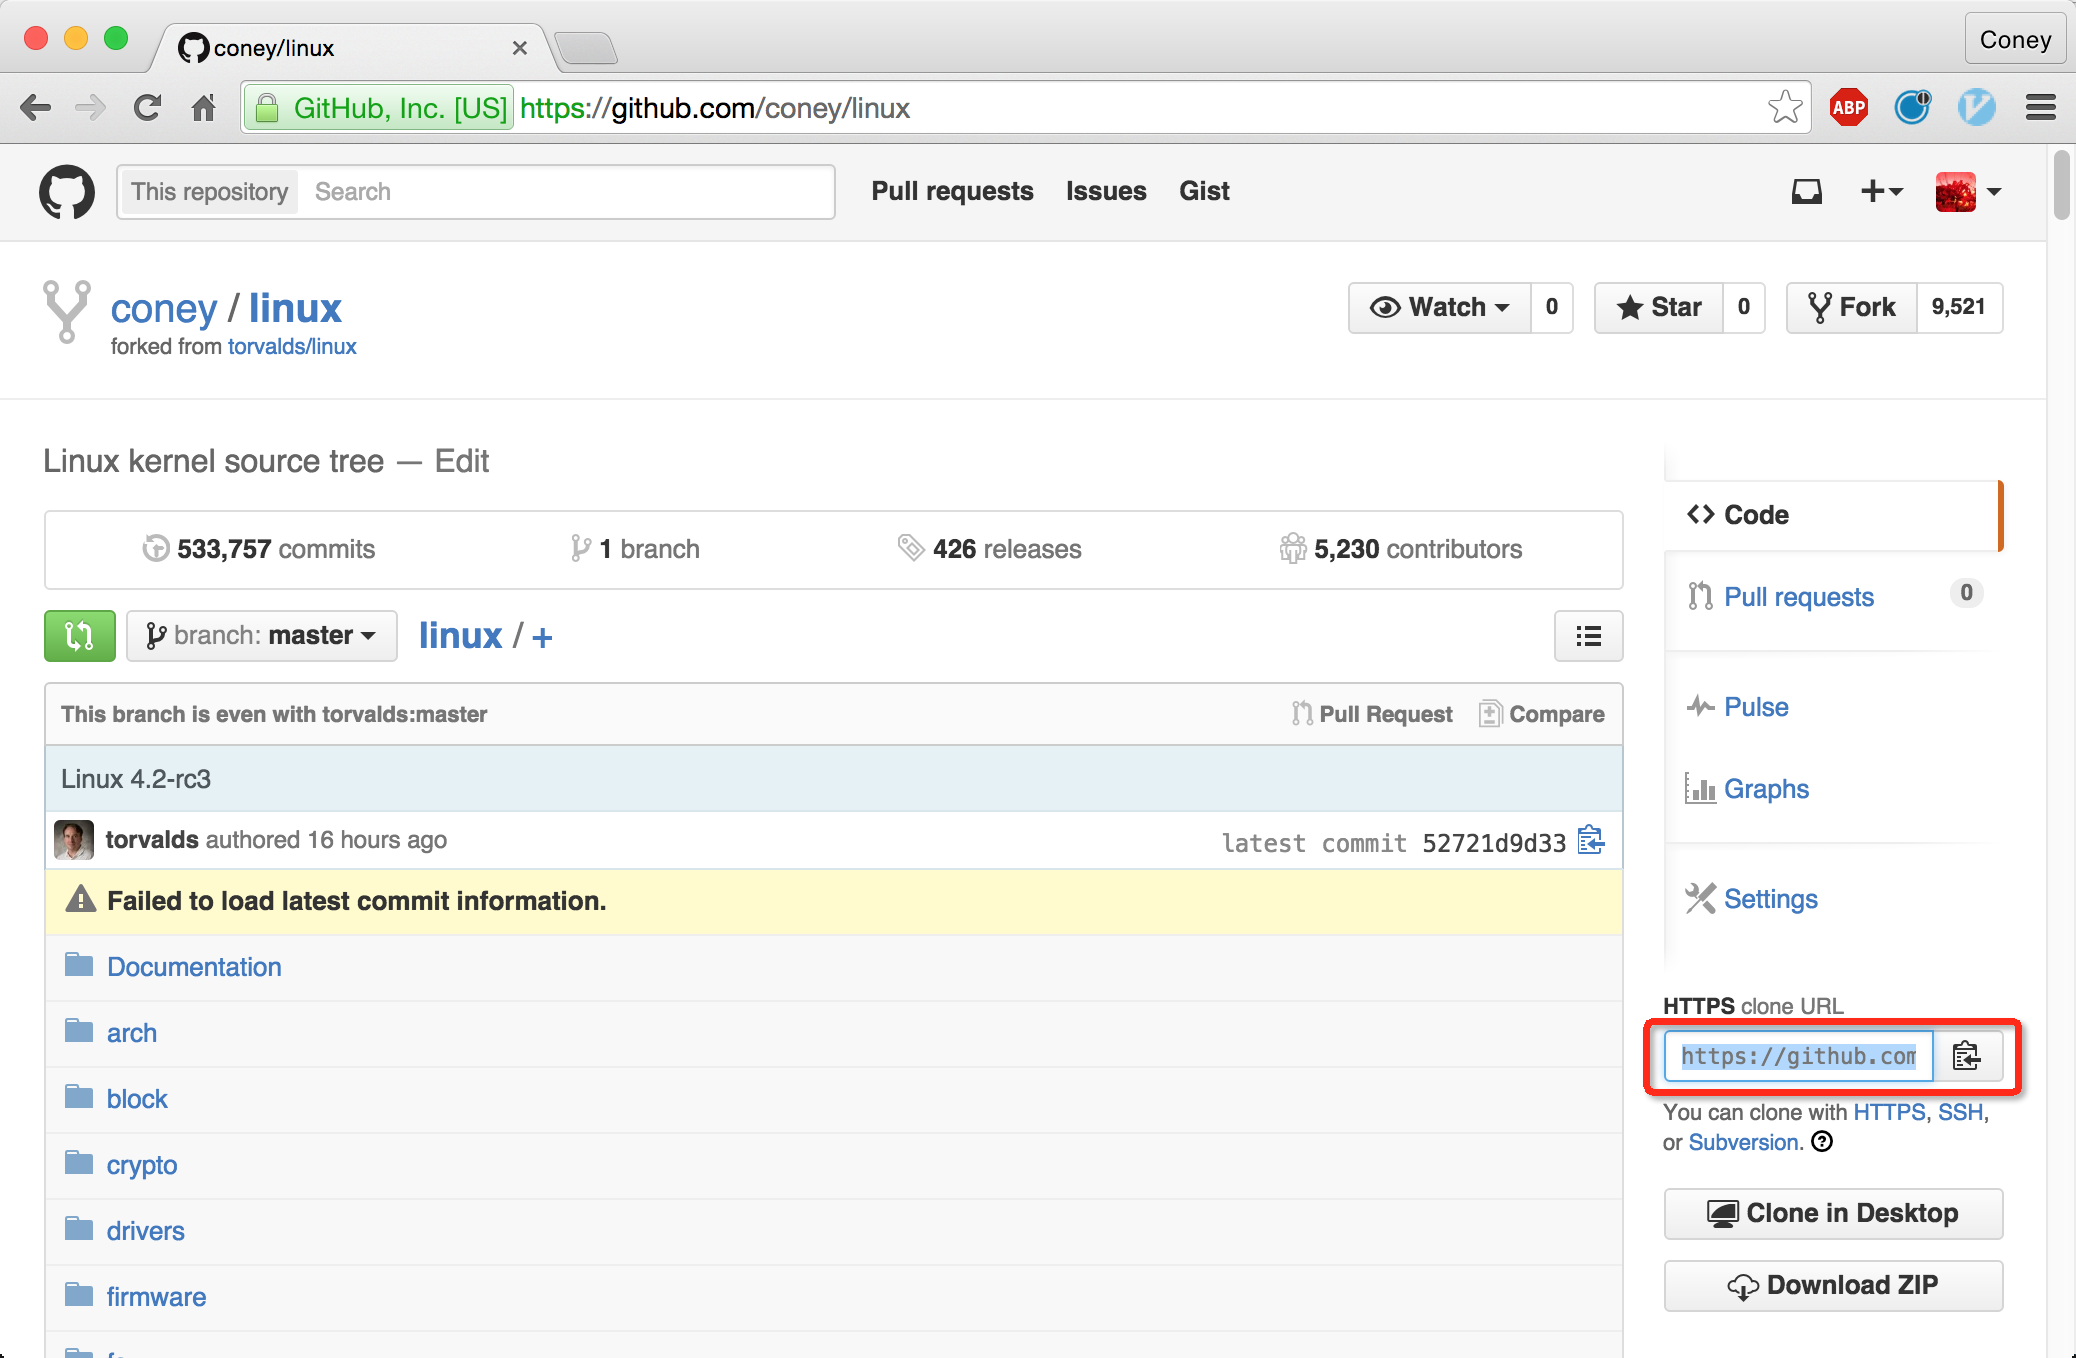 coney/linux
Coney
GitHub, Inc. [US] https://github.com/coney/linux
ABP
This repository Search Pull requests Issues Gist
coney / linux
forked from torvalds/linux
Watch 0 Star 0 Fork 9,521
Linux kernel source tree — Edit
533,757 commits 1 branch 426 releases 5,230 contributors
branch: master linux / +
This branch is even with torvalds:master Pull Request Compare
Linux 4.2-rc3
torvalds authored 16 hours ago latest commit 52721d9d33
Failed to load latest commit information.
Documentation
arch
block
crypto
drivers
firmware
Code
Pull requests 0
Pulse
Graphs
Settings
HTTPS clone URL
https://github.com
You can clone with HTTPS, SSH,
or Subversion.
Clone in Desktop
Download ZIP